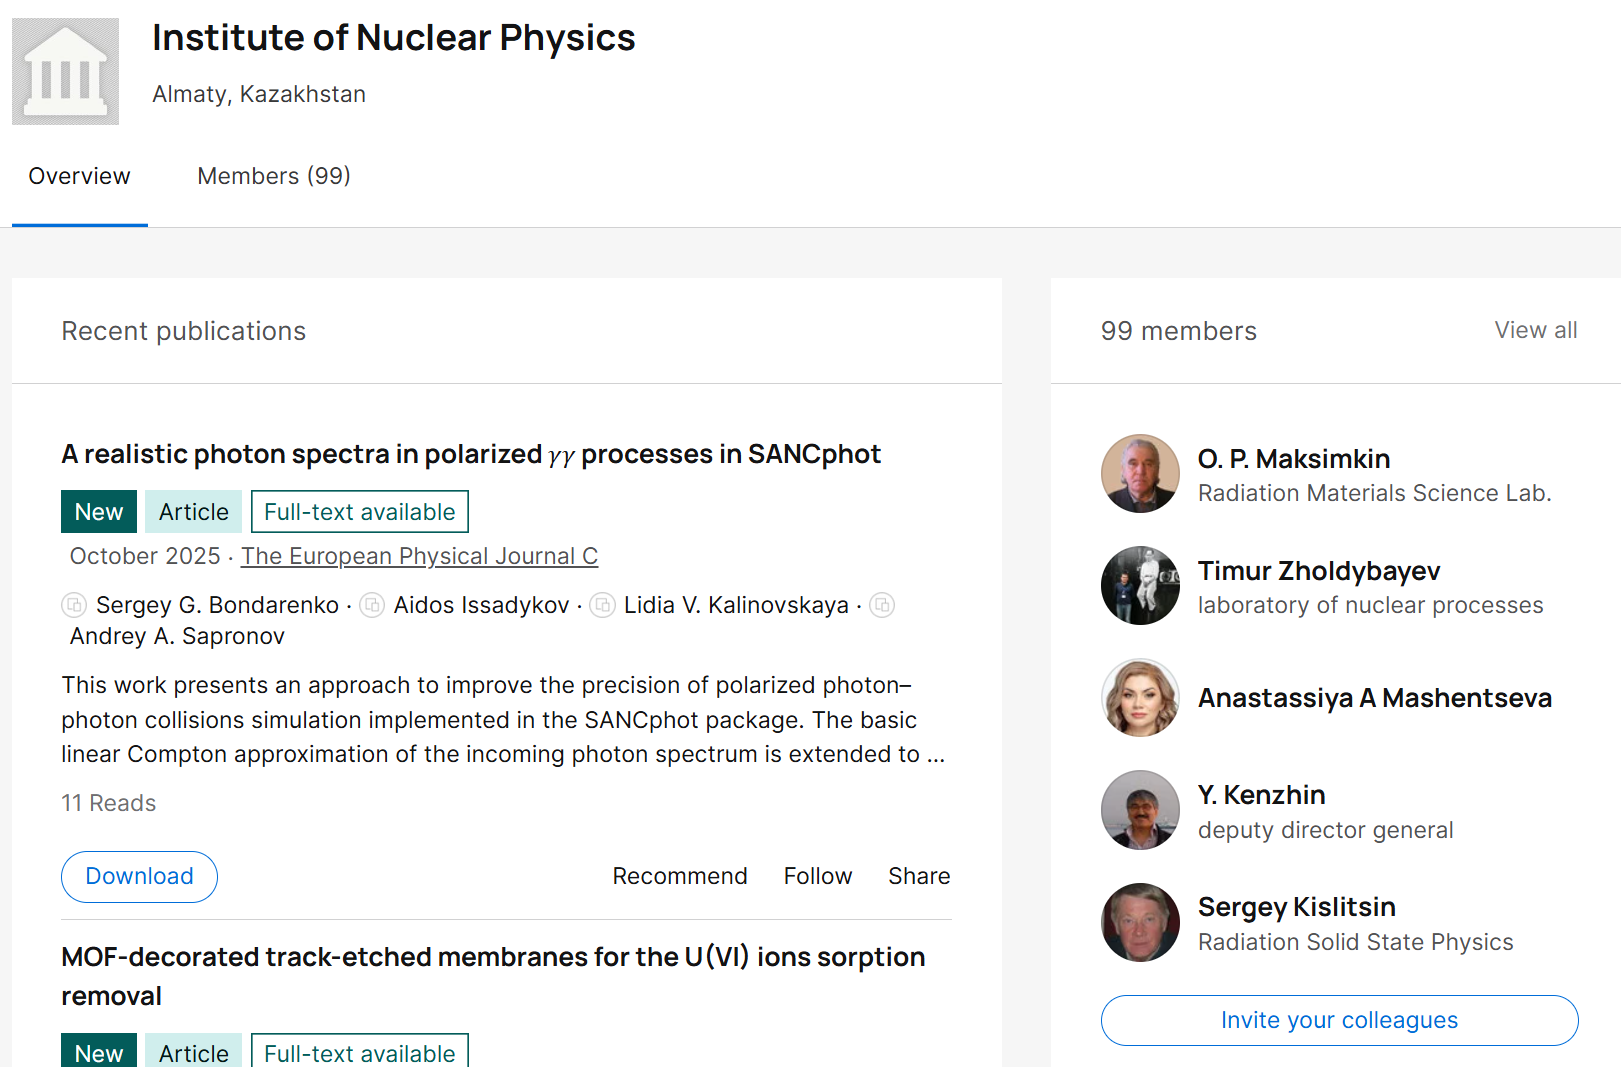 Institute of Nuclear Physics
Almaty, Kazakhstan
Overview
Members (99)
Recent publications
A realistic photon spectra in polarized γγ processes in SANCphot
New
Article
Full-text available
October 2025 · The European Physical Journal C
Sergey G. Bondarenko · Aidos Issadykov · Lidia V. Kalinovskaya ·
Andrey A. Sapronov
This work presents an approach to improve the precision of polarized photon–
photon collisions simulation implemented in the SANCphot package. The basic
linear Compton approximation of the incoming photon spectrum is extended to ...
11 Reads
Download
Recommend
Follow
Share
MOF-decorated track-etched membranes for the U(VI) ions sorption
removal
New
Article
Full-text available
99 members
View all
O. P. Maksimkin
Radiation Materials Science Lab.
Timur Zholdybayev
laboratory of nuclear processes
Anastassiya A Mashentseva
Y. Kenzhin
deputy director general
Sergey Kislitsin
Radiation Solid State Physics
Invite your colleagues